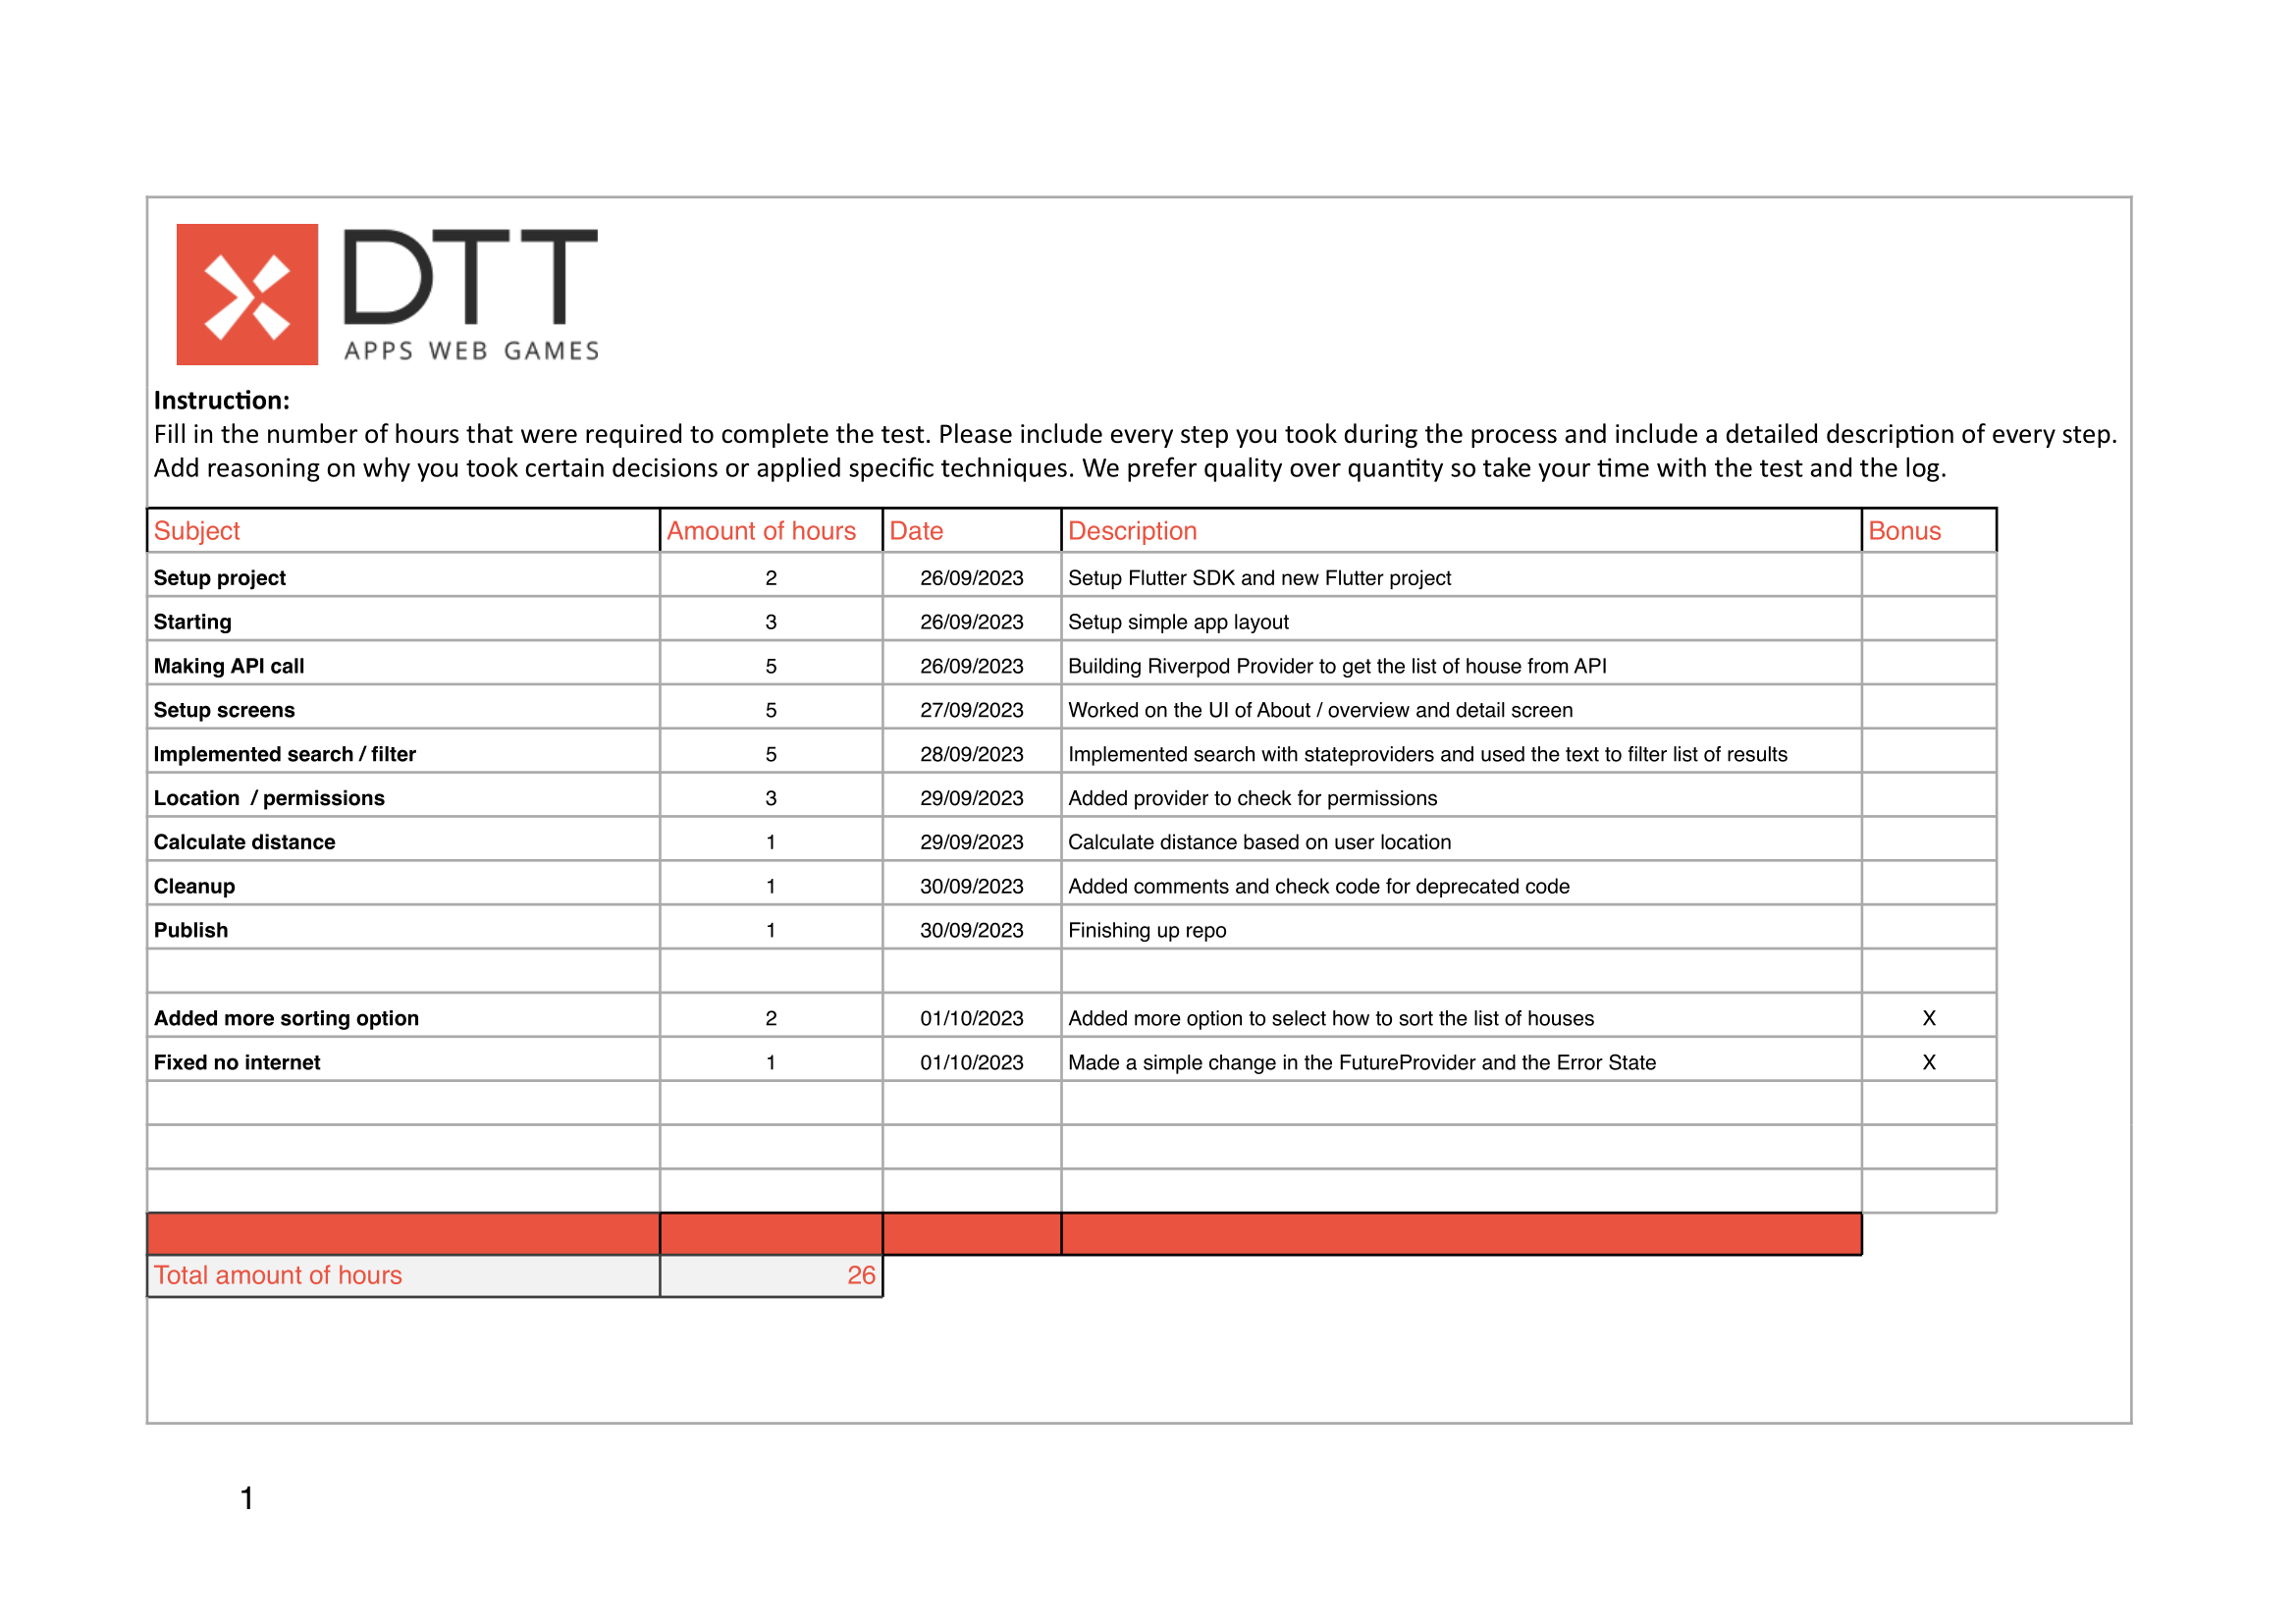 DTT
APPS WEB GAMES
Instruction:
Fill in the number of hours that were required to complete the test. Please include every step you took during the process and include a detailed description of every step.
Add reasoning on why you took certain decisions or applied specific techniques. We prefer quality over quantity so take your time with the test and the log.
Subject Amount of hours Date Description Bonus
Setup project 2 26/09/2023 Setup Flutter SDK and new Flutter project
Starting 3 26/09/2023 Setup simple app layout
Making API call 5 26/09/2023 Building Riverpod Provider to get the list of house from API
Setup screens 5 27/09/2023 Worked on the UI of About / overview and detail screen
Implemented search / filter 5 28/09/2023 Implemented search with stateproviders and used the text to filter list of results
Location / permissions 3 29/09/2023 Added provider to check for permissions
Calculate distance 1 29/09/2023 Calculate distance based on user location
Cleanup 1 30/09/2023 Added comments and check code for deprecated code
Publish 1 30/09/2023 Finishing up repo
Added more sorting option 2 01/10/2023 Added more option to select how to sort the list of houses X
Fixed no internet 1 01/10/2023 Made a simple change in the FutureProvider and the Error State X
Total amount of hours 26
1